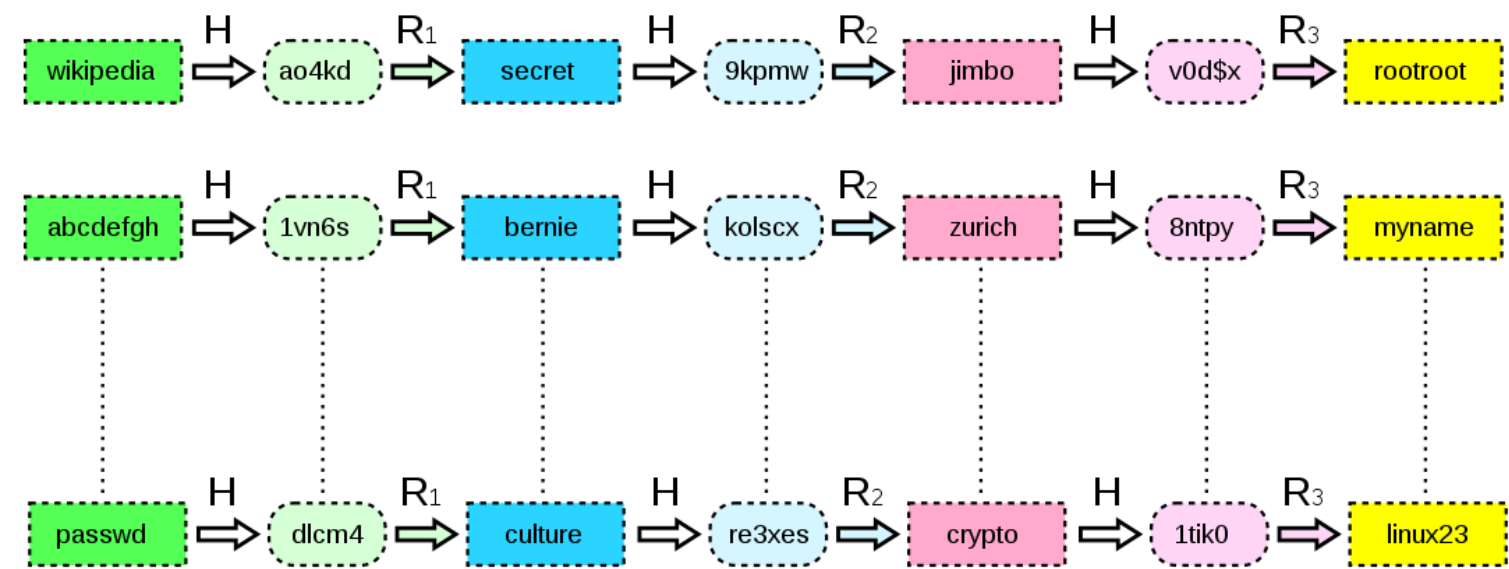 H R1 H R2 H R3
wikipedia ao4kd secret 9kpmw jimbo v0d$x rootroot
H R1 H R2 H R3
abcdefgh 1vn6s bernie kolscx zurich 8ntpy myname
H R1 H R2 H R3
passwd dlcm4 culture re3xes crypto 1tik0 linux23